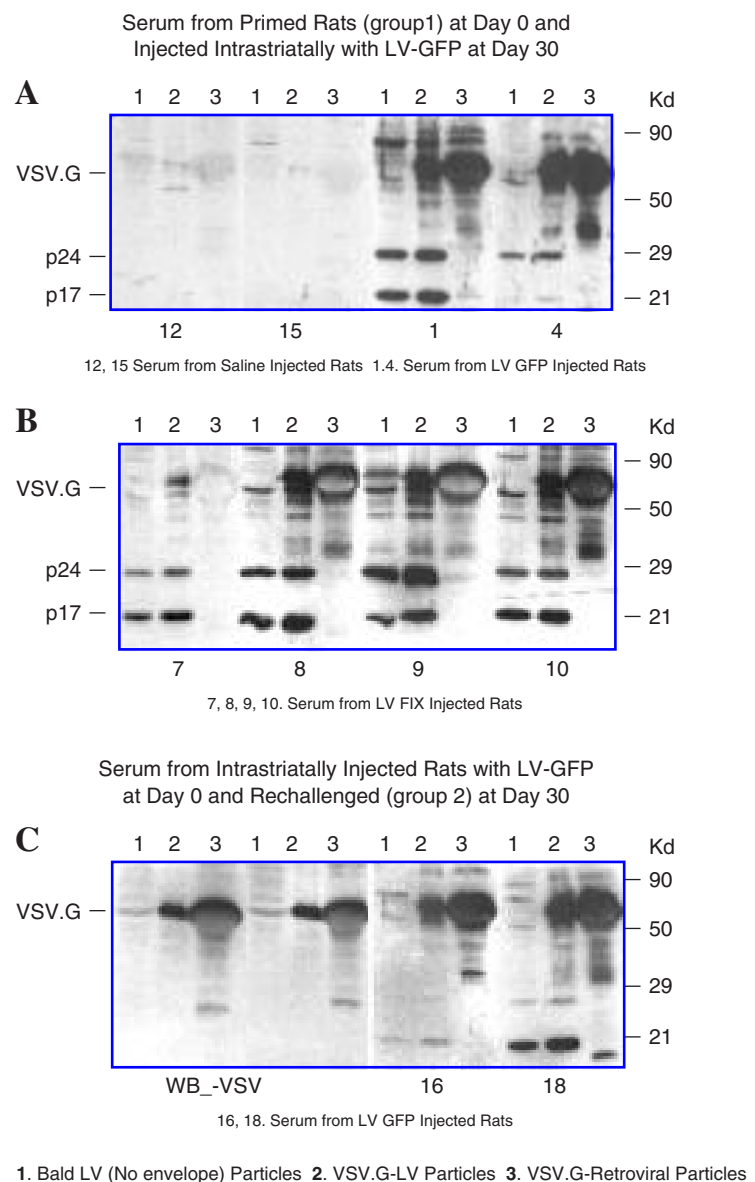 Serum from Primed Rats (group1) at Day 0 and
Injected Intrastriatally with LV-GFP at Day 30
A 1 2 3 1 2 3 1 2 3 1 2 3 Kd
90
VSV.G
50
p24 29
p17 21
12 15 1 4
12, 15 Serum from Saline Injected Rats 1.4. Serum from LV GFP Injected Rats
B 1 2 3 1 2 3 1 2 3 1 2 3 Kd
90
VSV.G
50
p24 29
p17 21
7 8 9 10
7, 8, 9, 10. Serum from LV FIX Injected Rats
Serum from Intrastriatally Injected Rats with LV-GFP
at Day 0 and Rechallenged (group 2) at Day 30
C 1 2 3 1 2 3 1 2 3 1 2 3 Kd
90
VSV.G
50
29
21
WB_-VSV 16 18
16, 18. Serum from LV GFP Injected Rats
1. Bald LV (No envelope) Particles 2. VSV.G-LV Particles 3. VSV.G-Retroviral Particles